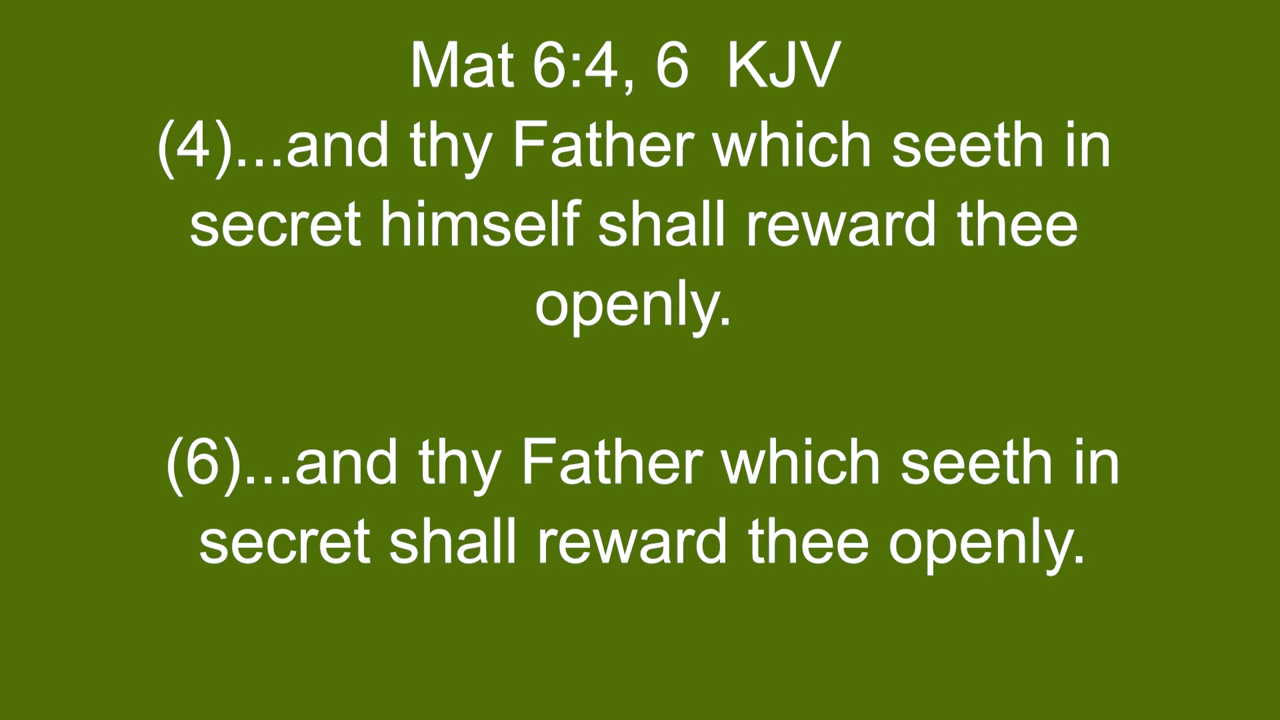 Mat 6:4, 6  KJV
(4)...and thy Father which seeth in
secret himself shall reward thee
openly.
(6)...and thy Father which seeth in
secret shall reward thee openly.